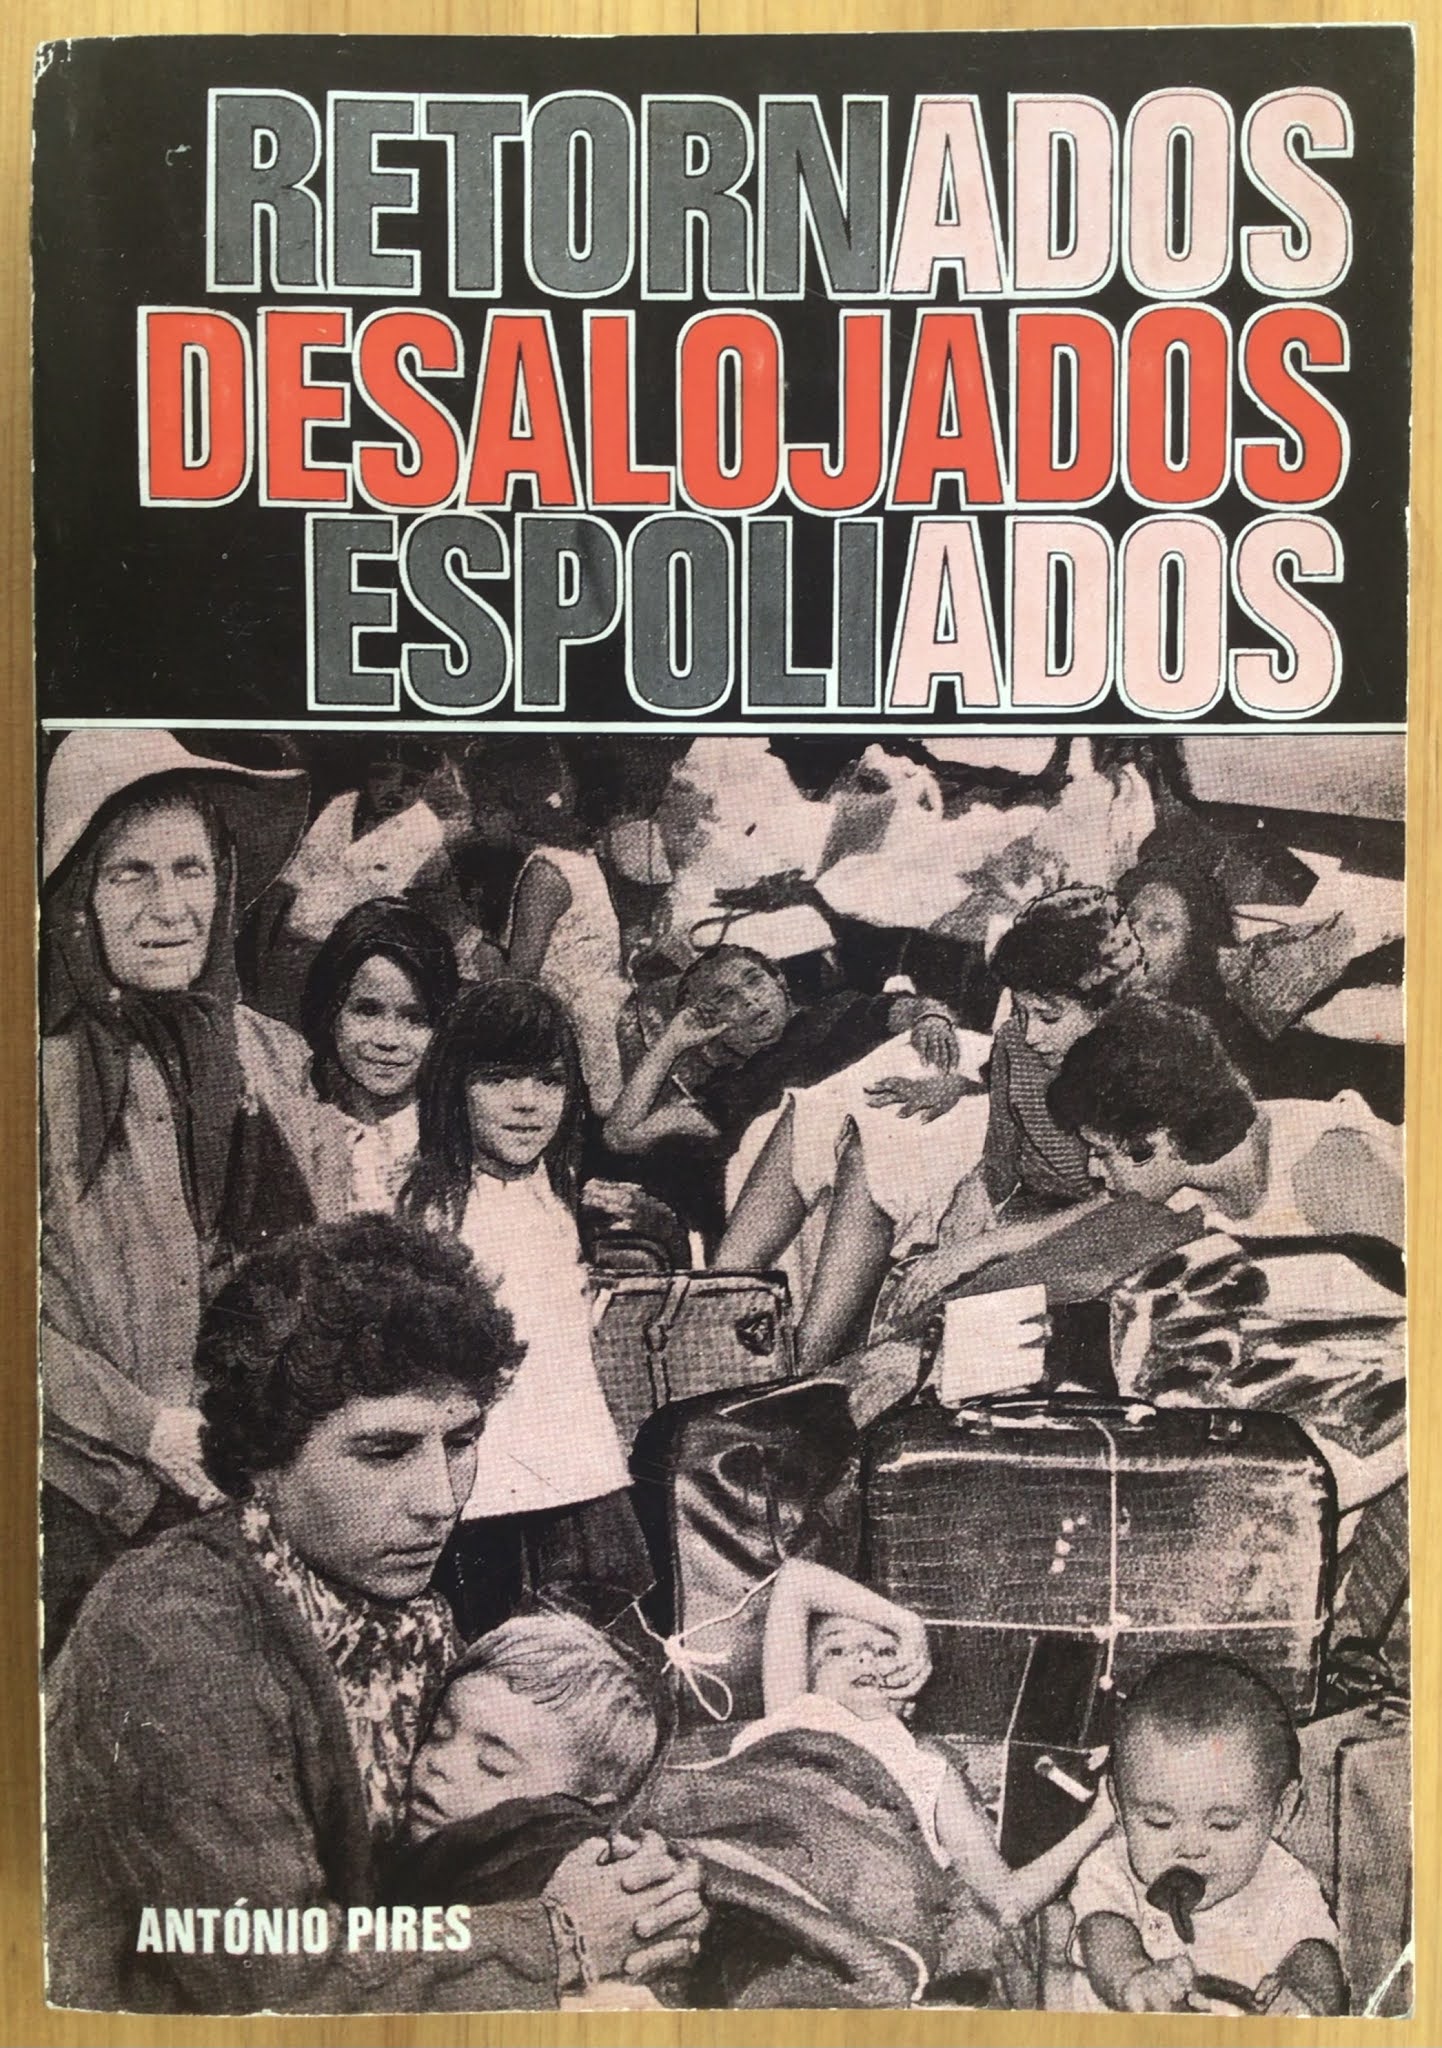 RETORNADOS
DESALOJADOS
ESPOLIADOS
ANTÓNIO PIRES